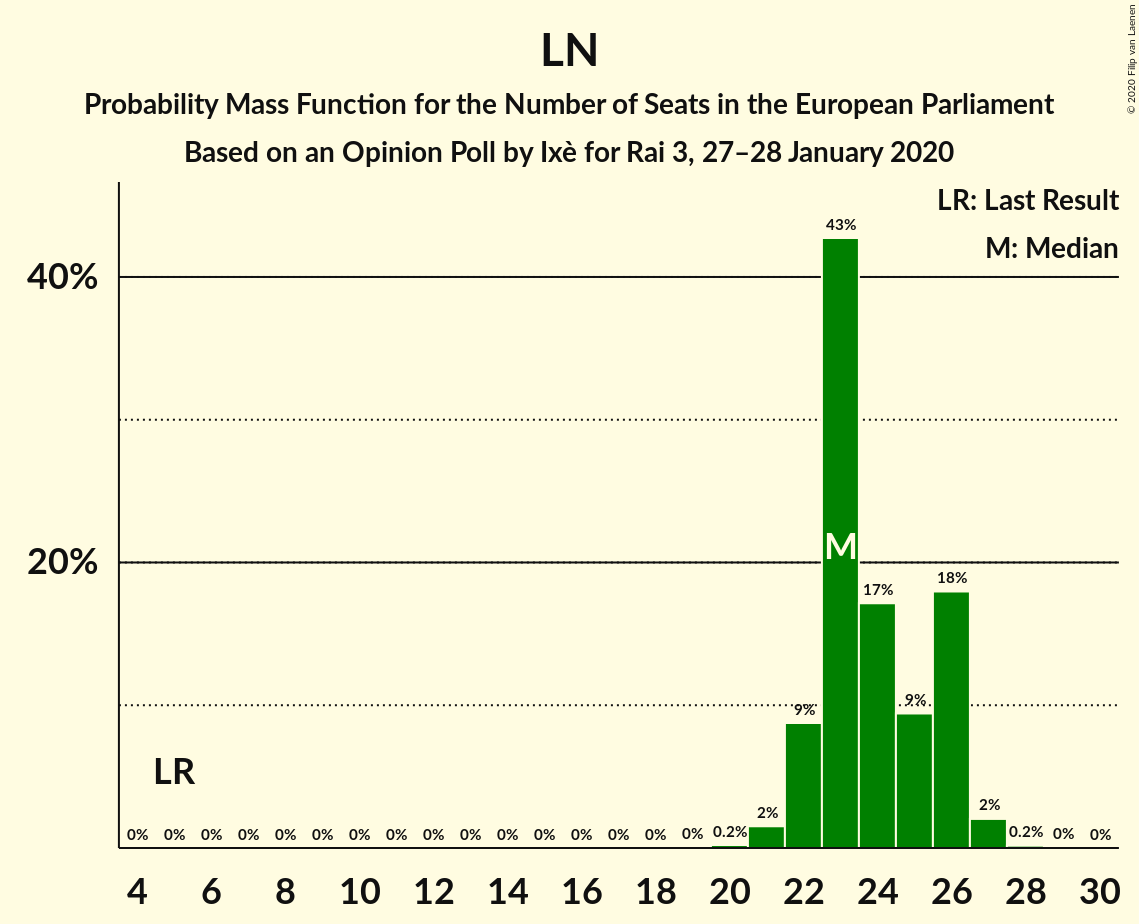 LN
Probability Mass Function for the Number of Seats in the European Parliament
Based on an Opinion Poll by Ixè for Rai 3, 27–28 January 2020
© 2020 Filip van Laenen
LR: Last Result
M: Median
43%
40%
M
20%
18%
17%
9%
9%
LR
2%
2%
0% 0% 0% 0% 0% 0% 0% 0% 0% 0% 0% 0% 0% 0% 0% 0% 0.2% 0.2% 0% 0%
4 6 8 10 12 14 16 18 20 22 24 26 28 30